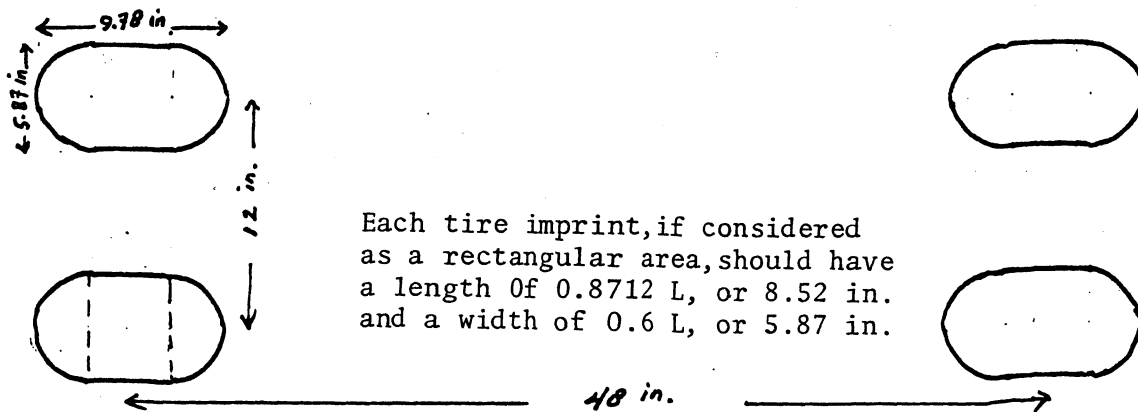 9.78 in.
5.87 in
12 in.
Each tire imprint,if considered
as a rectangular area,should have
a length 0f 0.8712 L, or 8.52 in.
and a width of 0.6 L, or 5.87 in.
48 in.